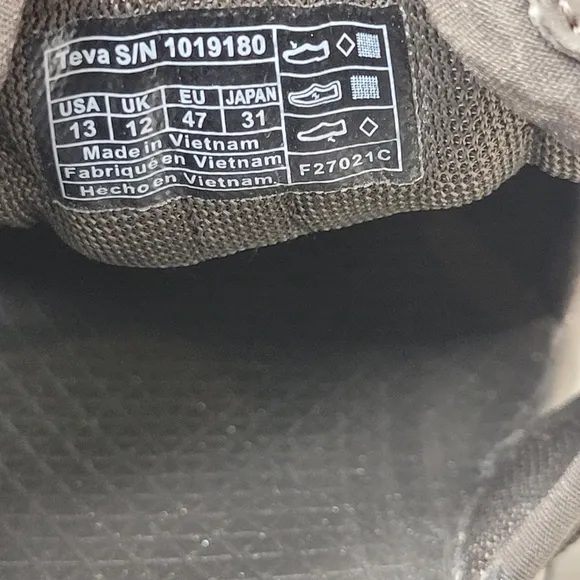 Teva S/N 1019180
USA UK EU JAPAN
13 12 47 31
Made in Vietnam
Fabriqué en Vietnam
Hecho en Vietnam.
F27021C